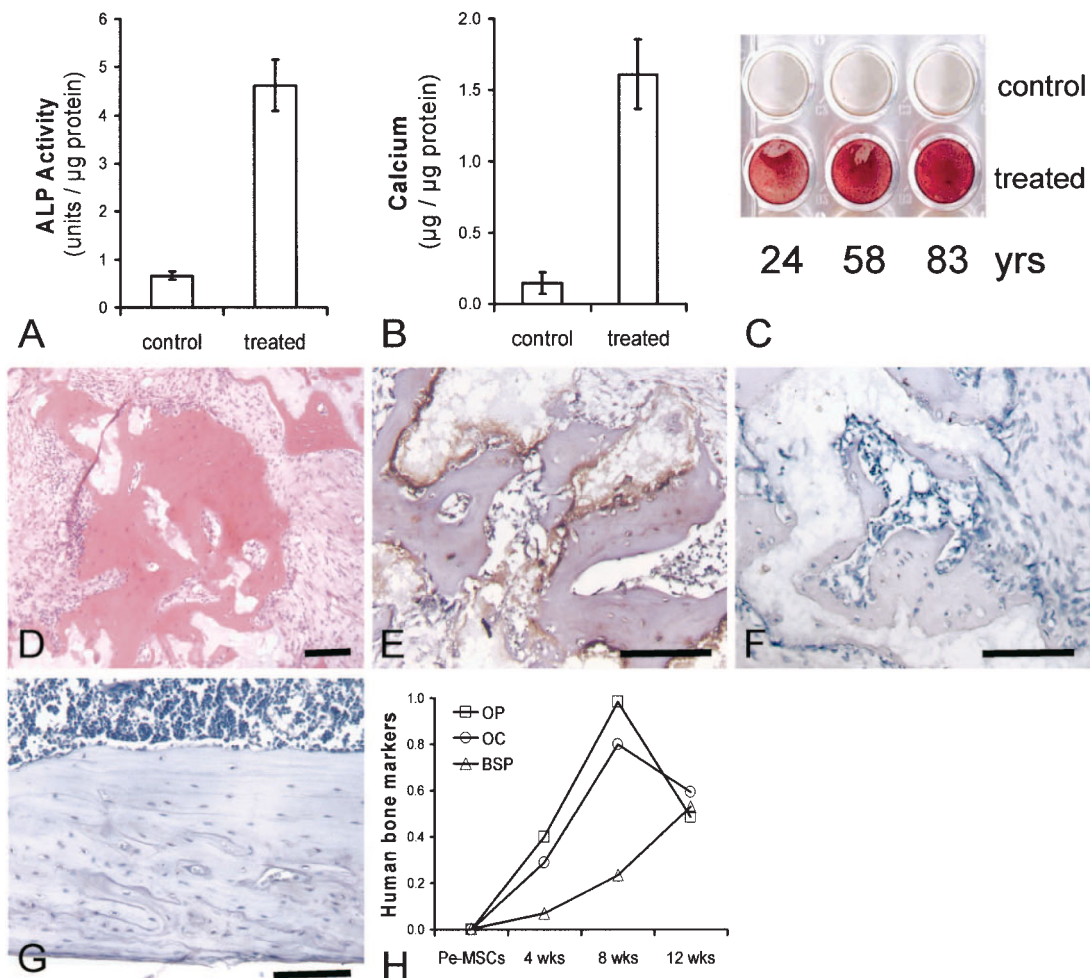 6
5
4
3
2
1
0
ALP Activity
(units / µg protein)
control treated
A
2.0
1.5
1.0
0.5
0.0
Calcium
(µg / µg protein)
control treated
B
control
treated
24 58 83 yrs
C
D
E
F
G
1.0
0.8
0.6
0.4
0.2
0.0
Human bone markers
OP
OC
BSP
Pe-MSCs 4 wks 8 wks 12 wks
H